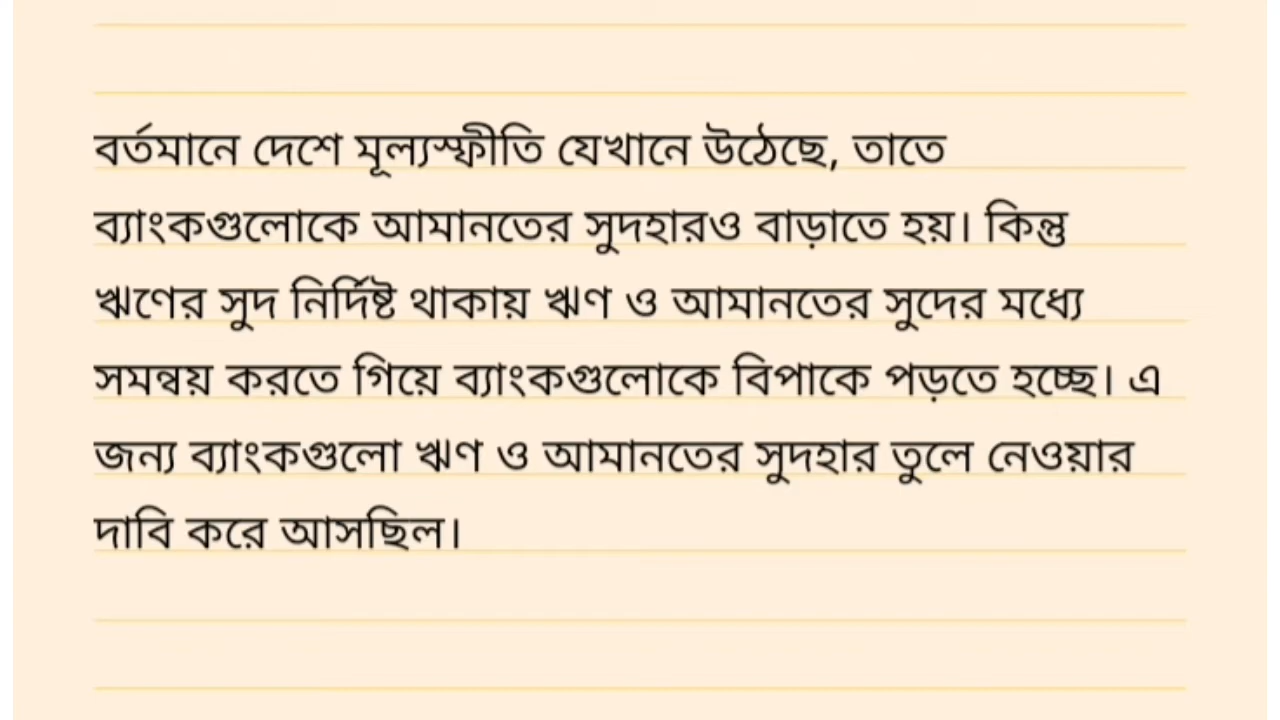 বর্তমানে দেশে মূল্যস্ফীতি যেখানে উঠেছে, তাতে
ব্যাংকগুলোকে আমানতের সুদহারও বাড়াতে হয়। কিন্তু
ঋণের সুদ নির্দিষ্ট থাকায় ঋণ ও আমানতের সুদের মধ্যে
সমন্বয় করতে গিয়ে ব্যাংকগুলোকে বিপাকে পড়তে হচ্ছে। এ
জন্য ব্যাংকগুলো ঋণ ও আমানতের সুদহার তুলে নেওয়ার
দাবি করে আসছিল।